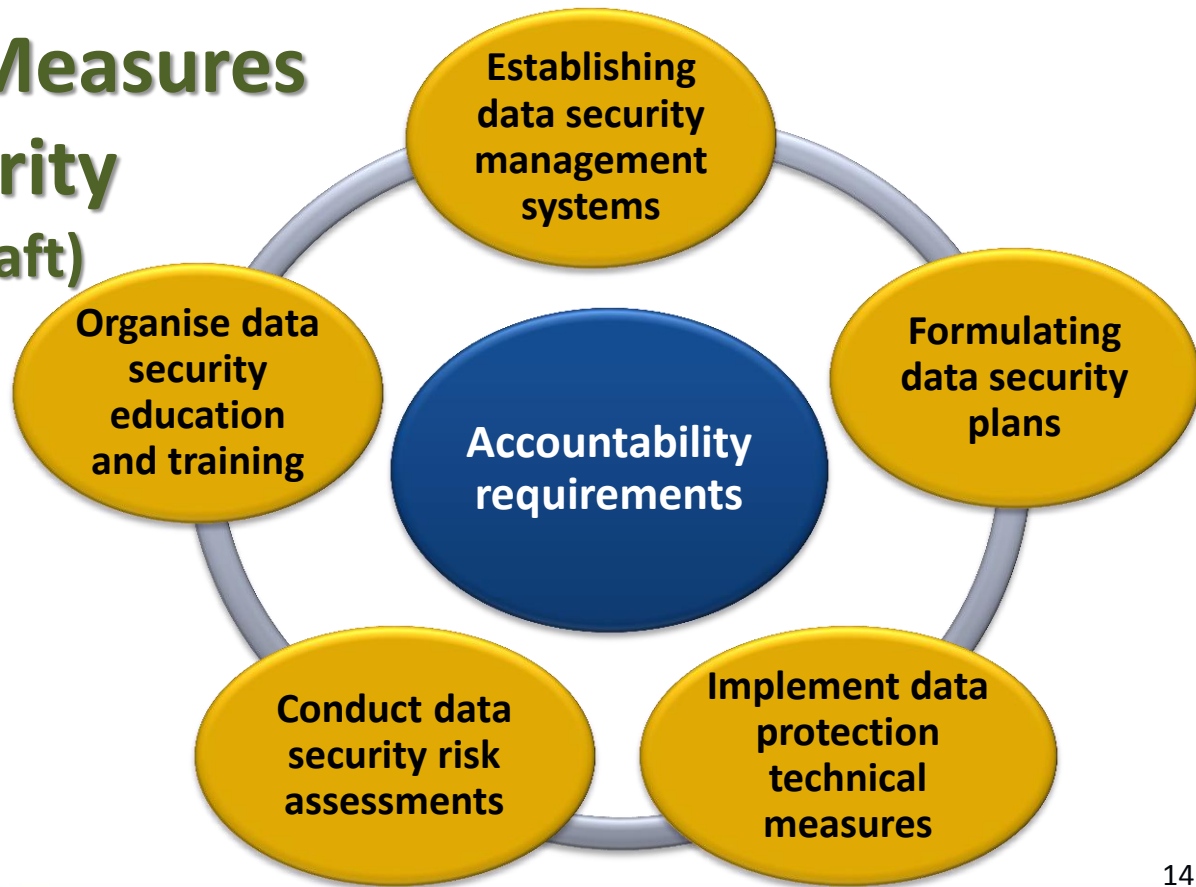 Measures
rity
aft)
Establishing
data security
management
systems
Formulating
data security
plans
Implement data
protection
technical
measures
Conduct data
security risk
assessments
Organise data
security
education
and training
Accountability
requirements
14